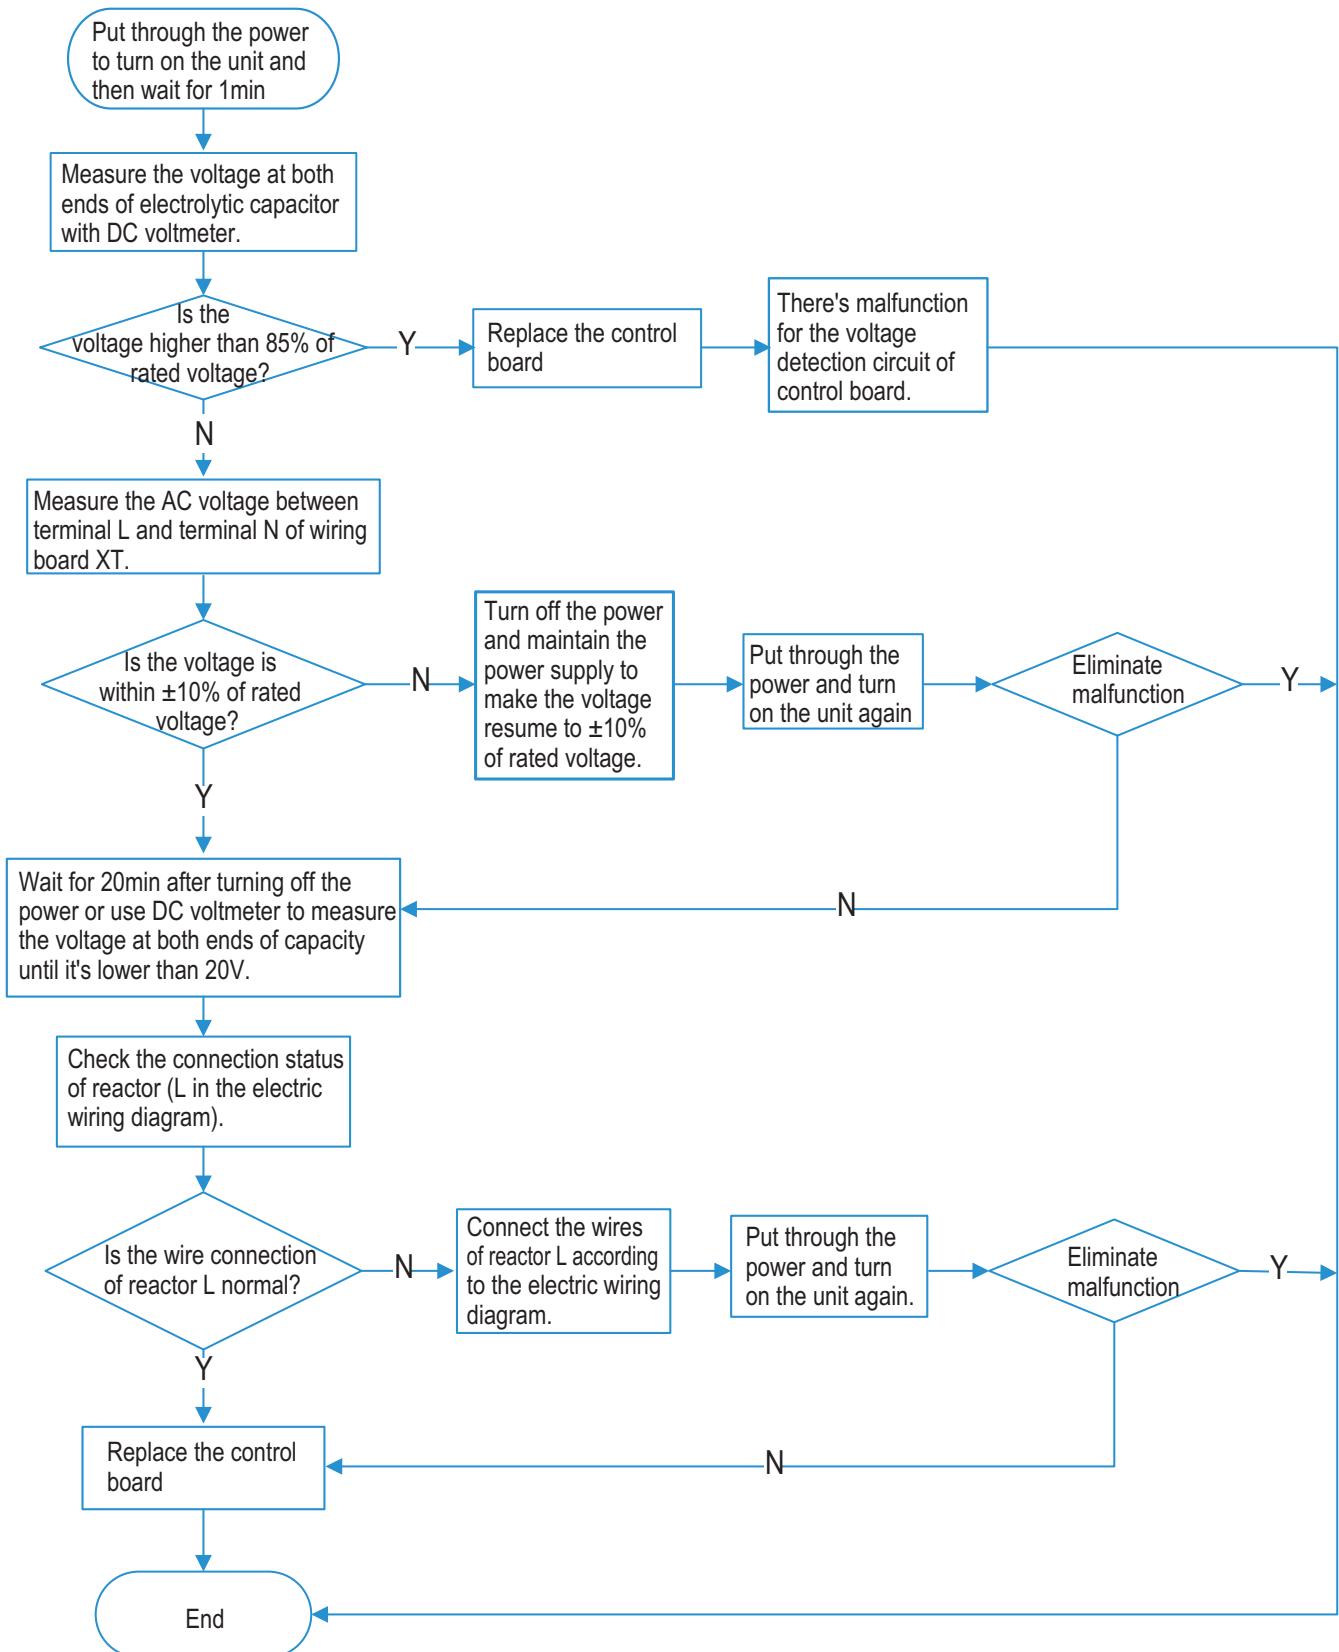 Put through the power
to turn on the unit and
then wait for 1min
Measure the voltage at both
ends of electrolytic capacitor
with DC voltmeter.
Is the
voltage higher than 85% of
rated voltage?
Y
Replace the control
board
There's malfunction
for the voltage
detection circuit of
control board.
N
Measure the AC voltage between
terminal L and terminal N of wiring
board XT.
Is the voltage is
within ±10% of rated
voltage?
N
Turn off the power
and maintain the
power supply to
make the voltage
resume to ±10%
of rated voltage.
Put through the
power and turn
on the unit again
Eliminate
malfunction
Y
Y
N
Wait for 20min after turning off the
power or use DC voltmeter to measure
the voltage at both ends of capacity
until it's lower than 20V.
Check the connection status
of reactor (L in the electric
wiring diagram).
Is the wire connection
of reactor L normal?
N
Connect the wires
of reactor L according
to the electric wiring
diagram.
Put through the
power and turn
on the unit again.
Eliminate
malfunction
Y
Y
N
Replace the control
board
End